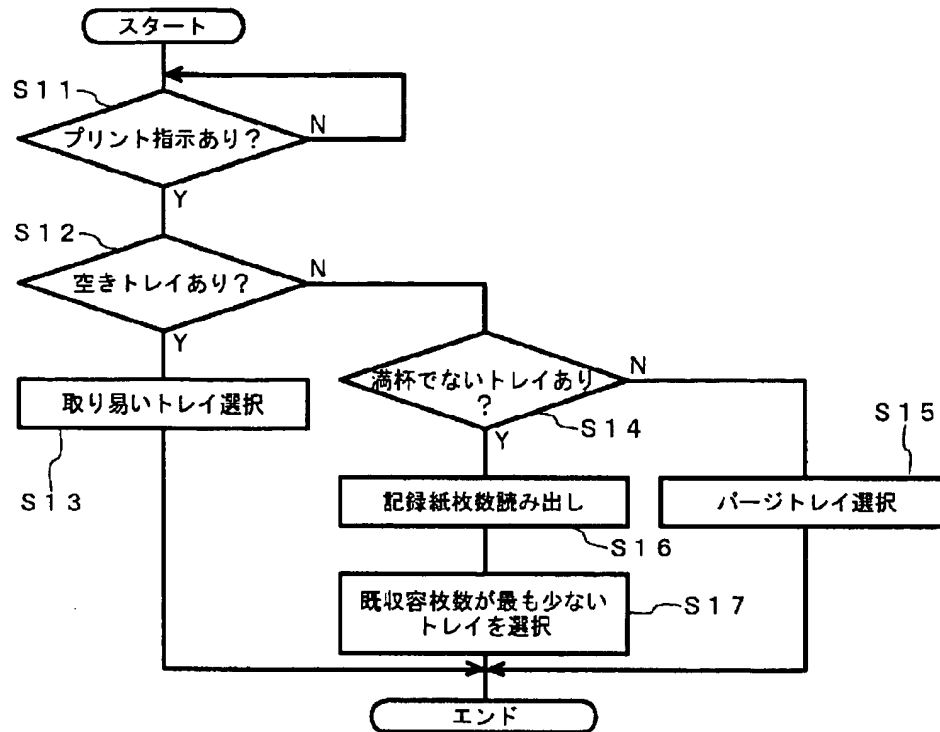 スタート
S11
プリント指示あり?
N
Y
S12
空きトレイあり?
N
Y
取り易いトレイ選択
S13
満杯でないトレイあり
?
N
Y
S14
S15
記録紙枚数読み出し
S16
パージトレイ選択
既収容枚数が最も少ない
トレイを選択
S17
エンド